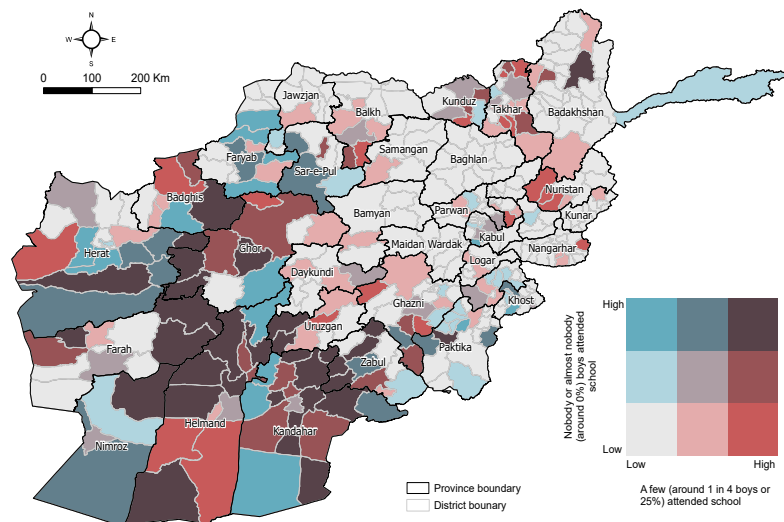 N
W E
S
0 100 200 Km
Jawzjan
Balkh
Kunduz
Takhar
Badakhshan
Faryab
Sar-e-Pul
Samangan
Baghlan
Badghis
Nuristan
Bamyan
Parwan
Kunar
Kabul
Herat
Ghor
Maidan Wardak
Nangarhar
Logar
Daykundi
Ghazni
Khost
Uruzgan
Paktika
Farah
Zabul
Helmand
Kandahar
Nimroz
High
Nobody or almost nobody
(around 0%) boys attended
school
Low
Low High
A few (around 1 in 4 boys or
25%) attended school
Province boundary
District bounary